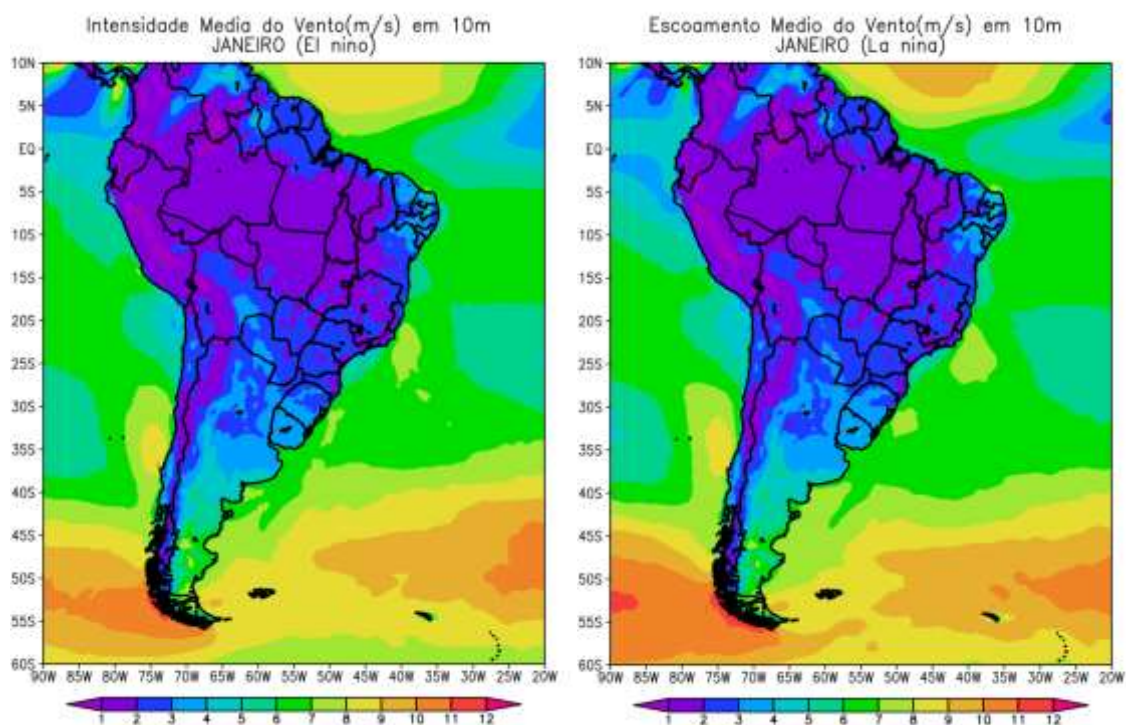 Intensidade Media do Vento(m/s) em 10m
JANEIRO (El nino)
10N
5N
EQ
5S
10S
15S
20S
25S
30S
35S
40S
45S
50S
55S
60S
90W 85W 80W 75W 70W 65W 60W 55W 50W 45W 40W 35W 30W 25W 20W
1 2 3 4 5 6 7 8 9 10 11 12
Escoamento Medio do Vento(m/s) em 10m
JANEIRO (La nina)
10N
5N
EQ
5S
10S
15S
20S
25S
30S
35S
40S
45S
50S
55S
60S
90W 85W 80W 75W 70W 65W 60W 55W 50W 45W 40W 35W 30W 25W 20W
1 2 3 4 5 6 7 8 9 10 11 12